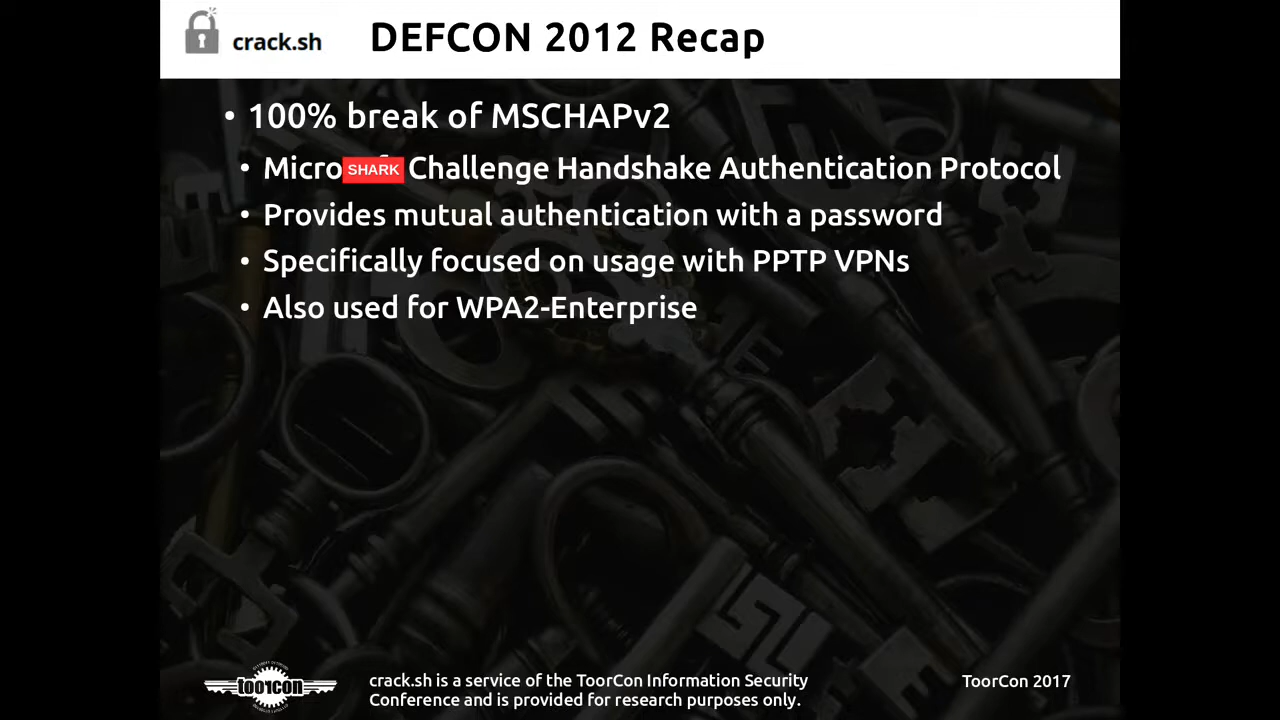 crack.sh
DEFCON 2012 Recap
• 100% break of MSCHAPv2
• Micro SHARK Challenge Handshake Authentication Protocol
• Provides mutual authentication with a password
• Specifically focused on usage with PPTP VPNs
• Also used for WPA2-Enterprise
toorcon
crack.sh is a service of the ToorCon Information Security
Conference and is provided for research purposes only.
ToorCon 2017